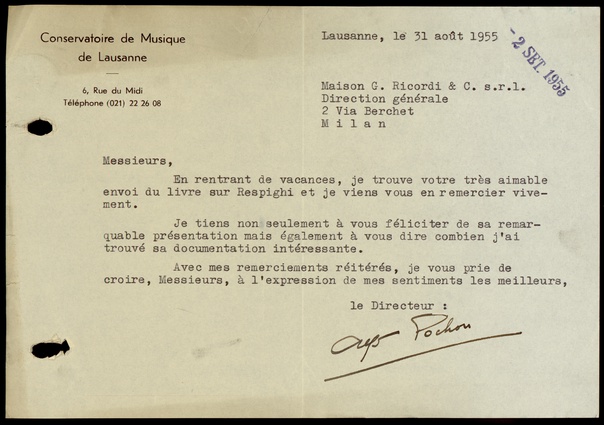 Conservatoire de Musique
de Lausanne
6, Rue du Midi
Téléphone (021) 22 26 08
Lausanne, le 31 août 1955
- 2 SET. 1955
Maison G. Ricordi & C. s.r.l.
Direction générale
2 Via Berchet
M i l a n
Messieurs,
En rentrant de vacances, je trouve votre très aimable
envoi du livre sur Respighi et je viens vous en remercier vive-
ment.
Je tiens non seulement à vous féliciter de sa remar-
quable présentation mais également à vous dire combien j'ai
trouvé sa documentation intéressante.
Avec mes remerciements réitérés, je vous prie de
croire, Messieurs, à l'expression de mes sentiments les meilleurs,
le Directeur :
Pochon